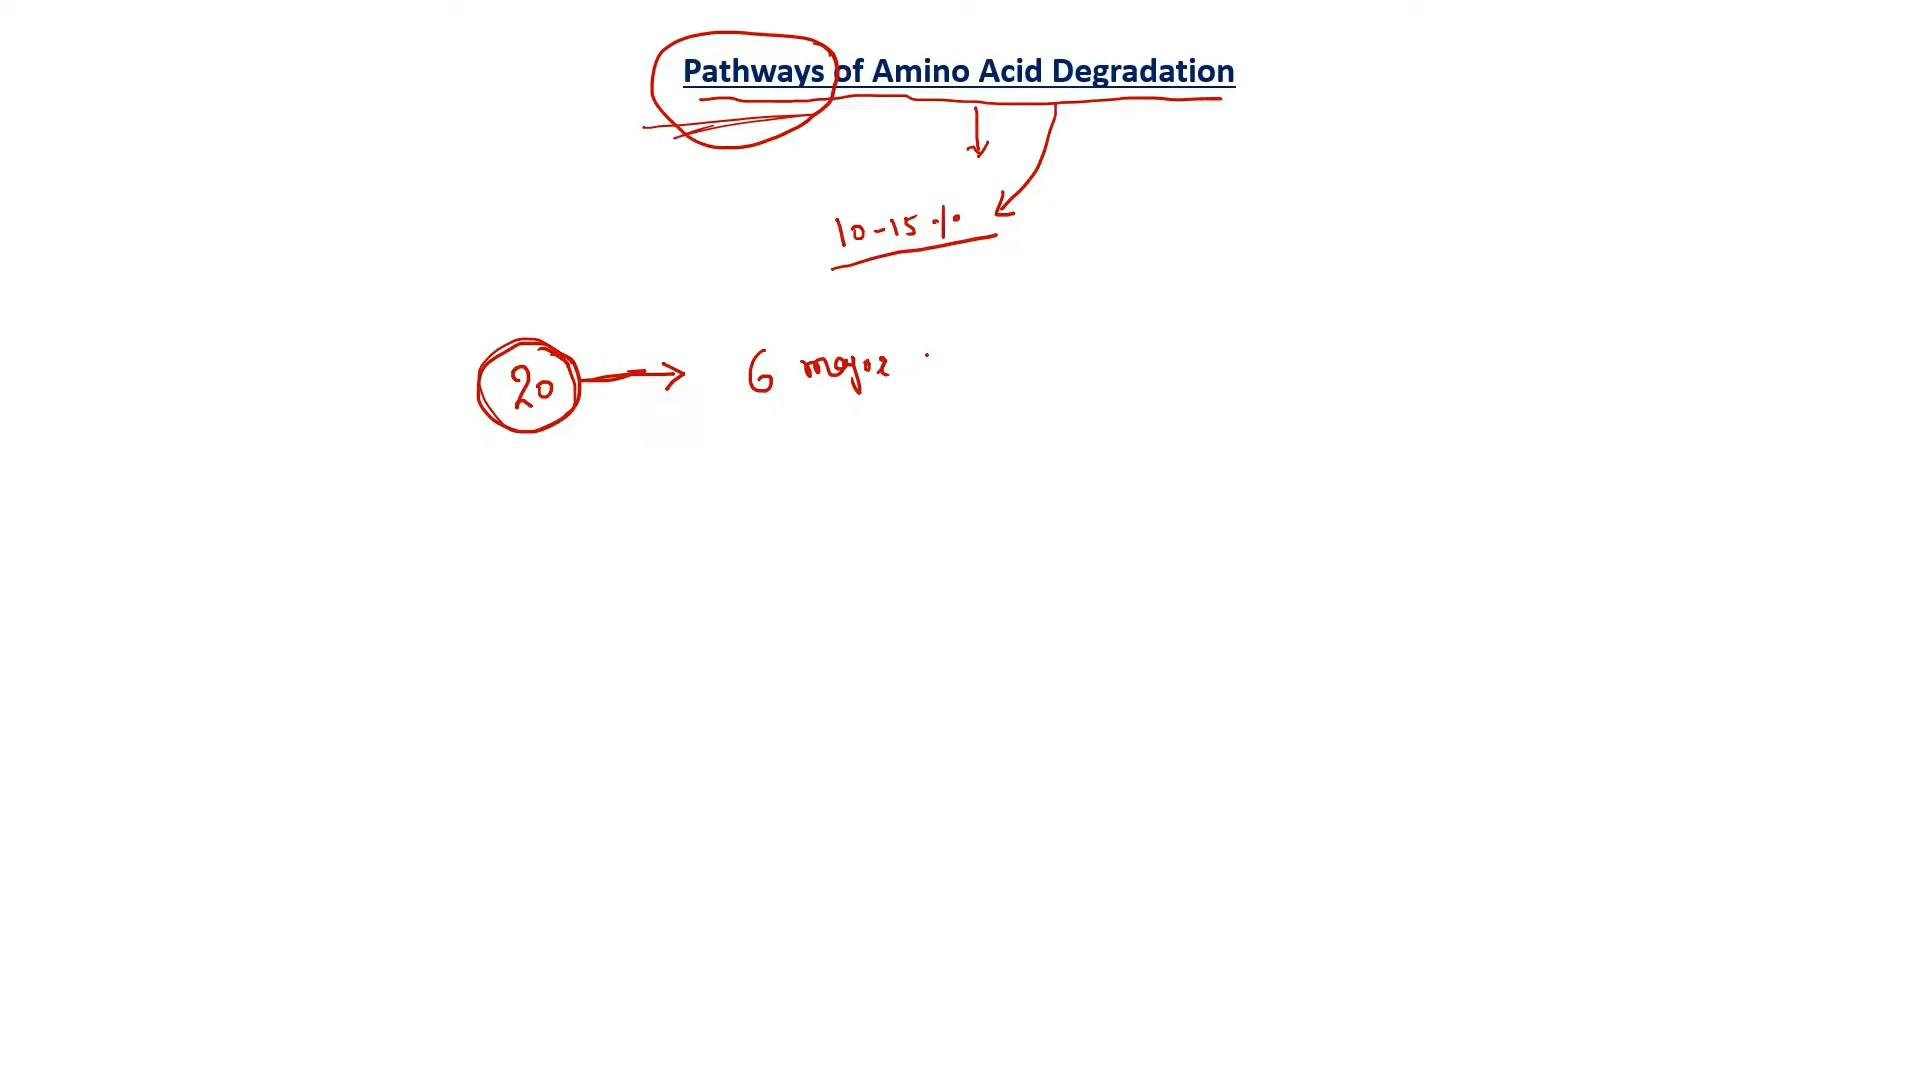 Pathways of Amino Acid Degradation
10-15%
20 → 6 major